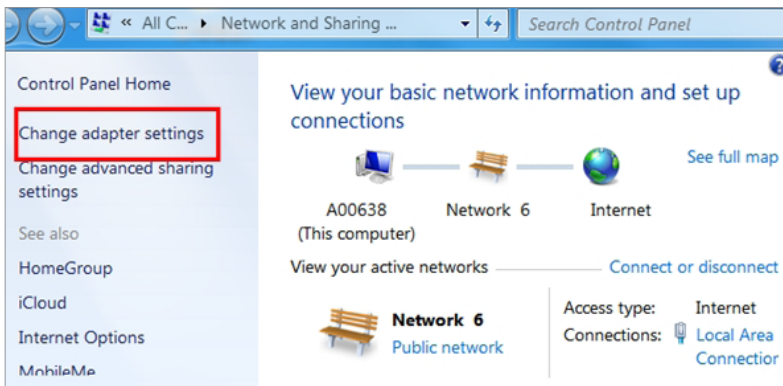 « All C... ▸ Network and Sharing ...
Search Control Panel
Control Panel Home
Change adapter settings
Change advanced sharing
settings
See also
HomeGroup
iCloud
Internet Options
MobileMe
View your basic network information and set up
connections
See full map
A00638
(This computer)
Network 6
Internet
View your active networks
Connect or disconnect
Network 6
Public network
Access type:
Internet
Connections:
Local Area
Connection